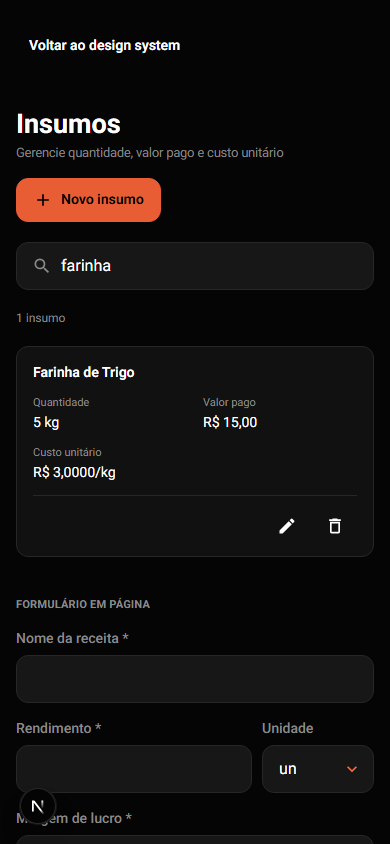 Voltar ao design system
Insumos
Gerencie quantidade, valor pago e custo unitário
Novo insumo
farinha
1 insumo
Farinha de Trigo
Quantidade
Valor pago
5 kg
R$ 15,00
Custo unitário
R$ 3,0000/kg
FORMULÁRIO EM PÁGINA
Nome da receita *
Rendimento *
Unidade
un
N
de lucro *